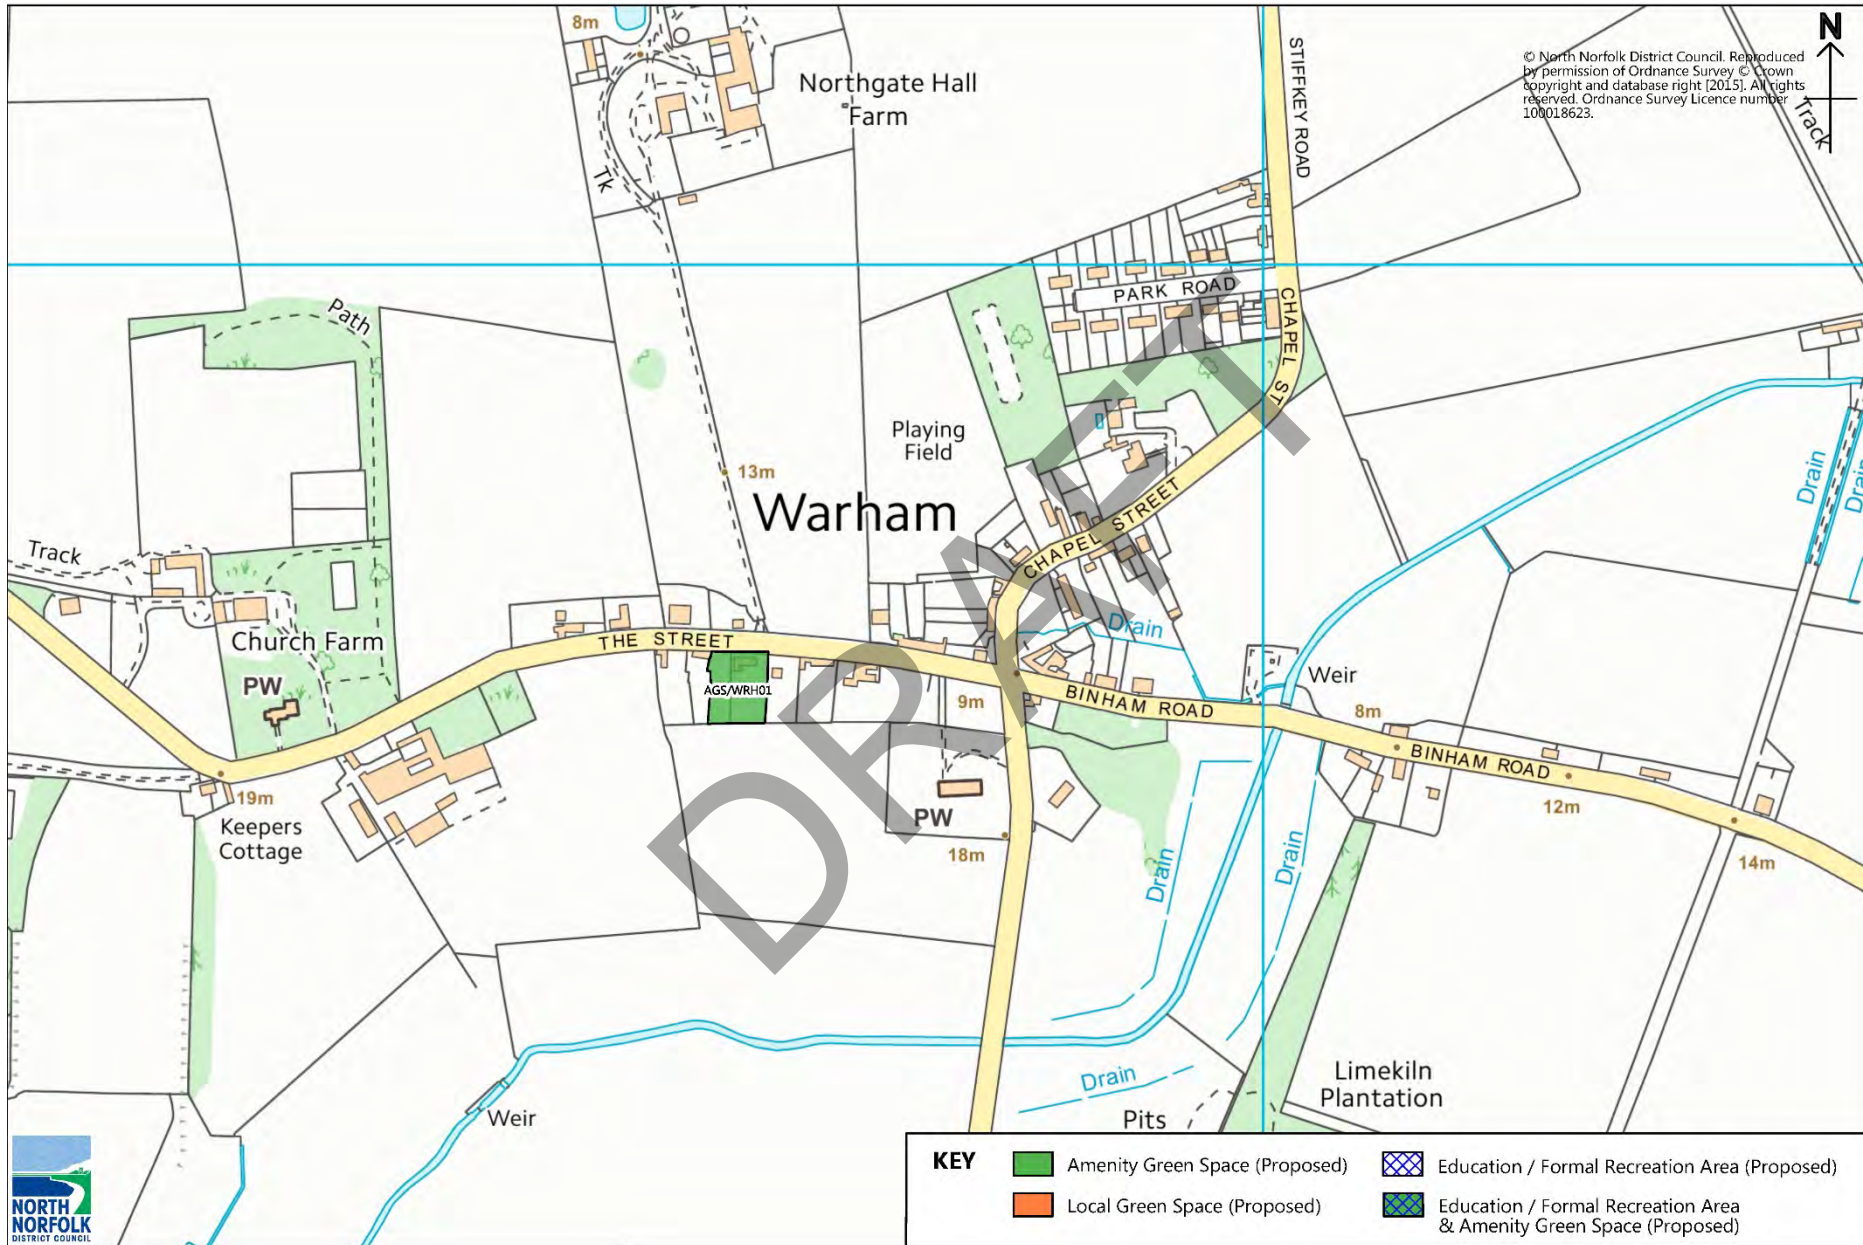 8m
Northgate Hall
Farm
Tk
STIFFKEY ROAD
© North Norfolk District Council. Reproduced
by permission of Ordnance Survey © Crown
copyright and database right [2015]. All rights
reserved. Ordnance Survey Licence number
100018623.
N
Track
Path
PARK ROAD
CHAPEL ST
Playing
Field
13m
Warham
CHAPEL STREET
Drain
Drain
Track
Church Farm
PW
THE STREET
AGS/WRH01
Drain
9m
BINHAM ROAD
Weir
8m
BINHAM ROAD
19m
Keepers
Cottage
PW
18m
12m
14m
Drain
Drain
DRAFT
Weir
Drain
Pits
Limekiln
Plantation
NORTH
NORFOLK
DISTRICT COUNCIL
KEY
Amenity Green Space (Proposed)
Local Green Space (Proposed)
Education / Formal Recreation Area (Proposed)
Education / Formal Recreation Area
& Amenity Green Space (Proposed)